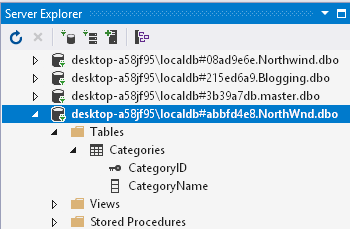 Server Explorer
desktop-a58jf95\localdb#08ad9e6e.Northwind.dbo
desktop-a58jf95\localdb#215ed6a9.Blogging.dbo
desktop-a58jf95\localdb#3b39a7db.master.dbo
desktop-a58jf95\localdb#abbfd4e8.NorthWnd.dbo
Tables
Categories
CategoryID
CategoryName
Views
Stored Procedures